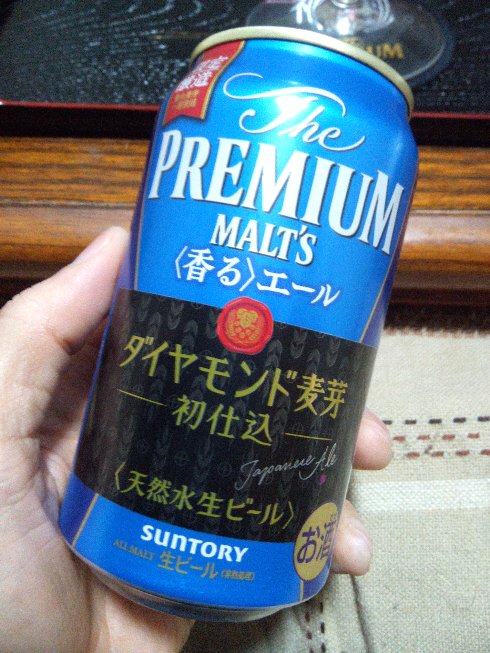 限定
醸造
The
PREMIUM
MALT'S
〈香る〉エール
ダイヤモンド麦芽
初仕込
Japanese Ale
〈天然水生ビール〉
SUNTORY
ALL MALT 生ビール
お酒